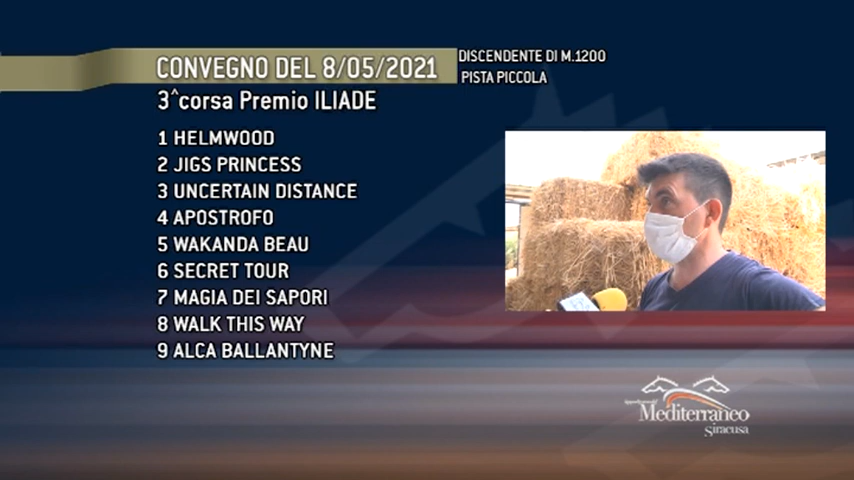 CONVEGNO DEL 8/05/2021
DISCENDENTE DI M.1200
PISTA PICCOLA
3^corsa Premio ILIADE
1 HELMWOOD
2 JIGS PRINCESS
3 UNCERTAIN DISTANCE
4 APOSTROFO
5 WAKANDA BEAU
6 SECRET TOUR
7 MAGIA DEI SAPORI
8 WALK THIS WAY
9 ALCA BALLANTYNE
Mediterraneo
Siracusa